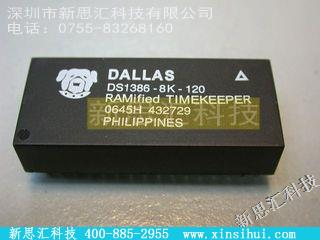 深圳市新思汇科技有限公司
电话：0755-83268160
DALLAS
DS1386-8K-120
RAMified TIMEKEEPER
0645H 432729
PHILIPPINES
新思汇科技
新思汇科技 400-885-2955 www.xinsihui.com